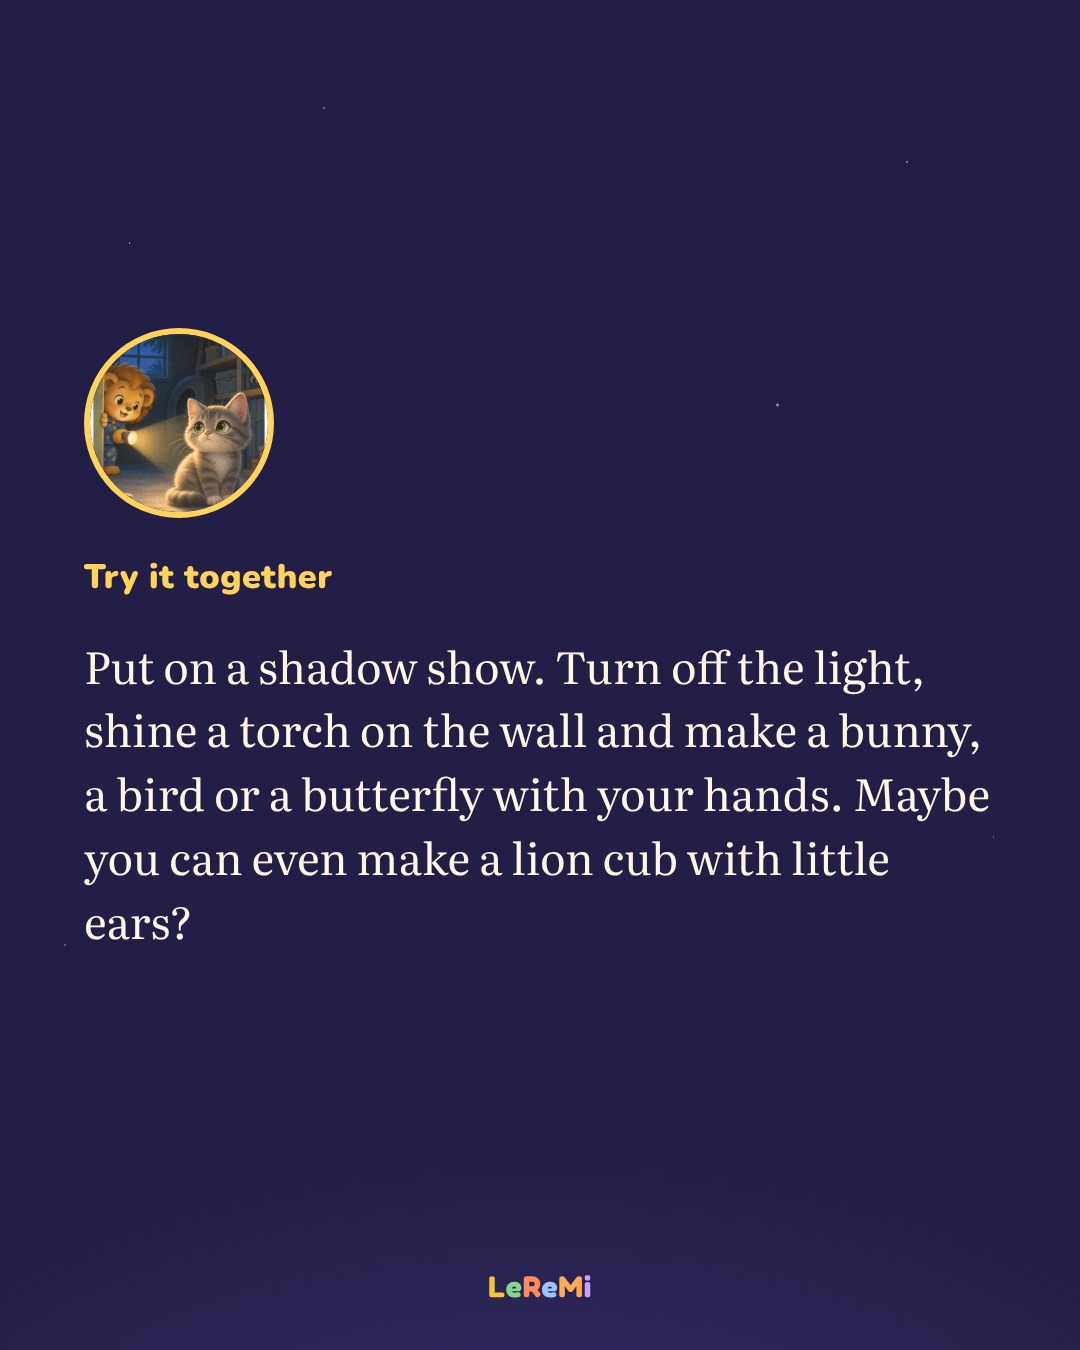 Try it together
Put on a shadow show. Turn off the light,
shine a torch on the wall and make a bunny,
a bird or a butterfly with your hands. Maybe
you can even make a lion cub with little
ears?
LeReMi